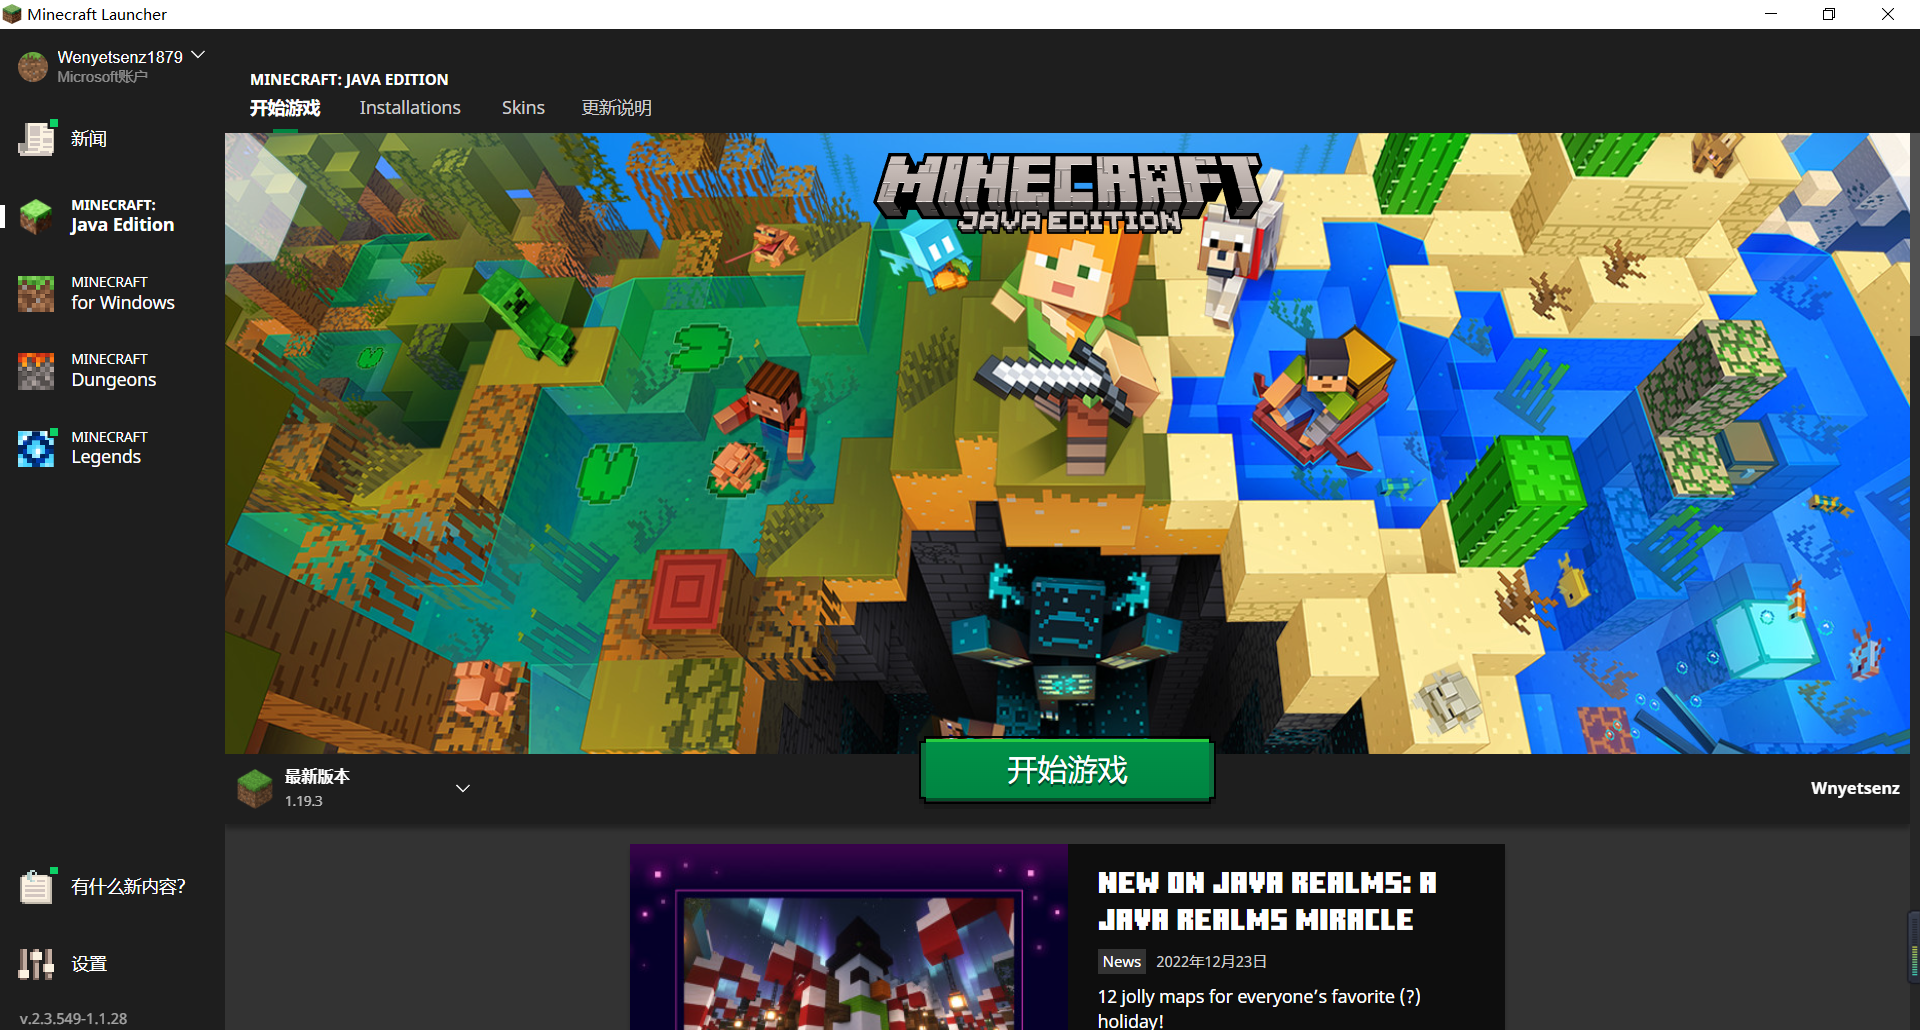 Minecraft Launcher
Wenyetsenz1879
Microsoft账户
新闻
MINECRAFT:
Java Edition
MINECRAFT
for Windows
MINECRAFT
Dungeons
MINECRAFT
Legends
有什么新内容?
设置
v.2.3.549-1.1.28
MINECRAFT: JAVA EDITION
开始游戏 Installations Skins 更新说明
MINECRAFT
JAVA EDITION
最新版本
1.19.3
开始游戏
Wnyetsenz
NEW ON JAVA REALMS: A
JAVA REALMS MIRACLE
News 2022年12月23日
12 jolly maps for everyone’s favorite (?)
holiday!